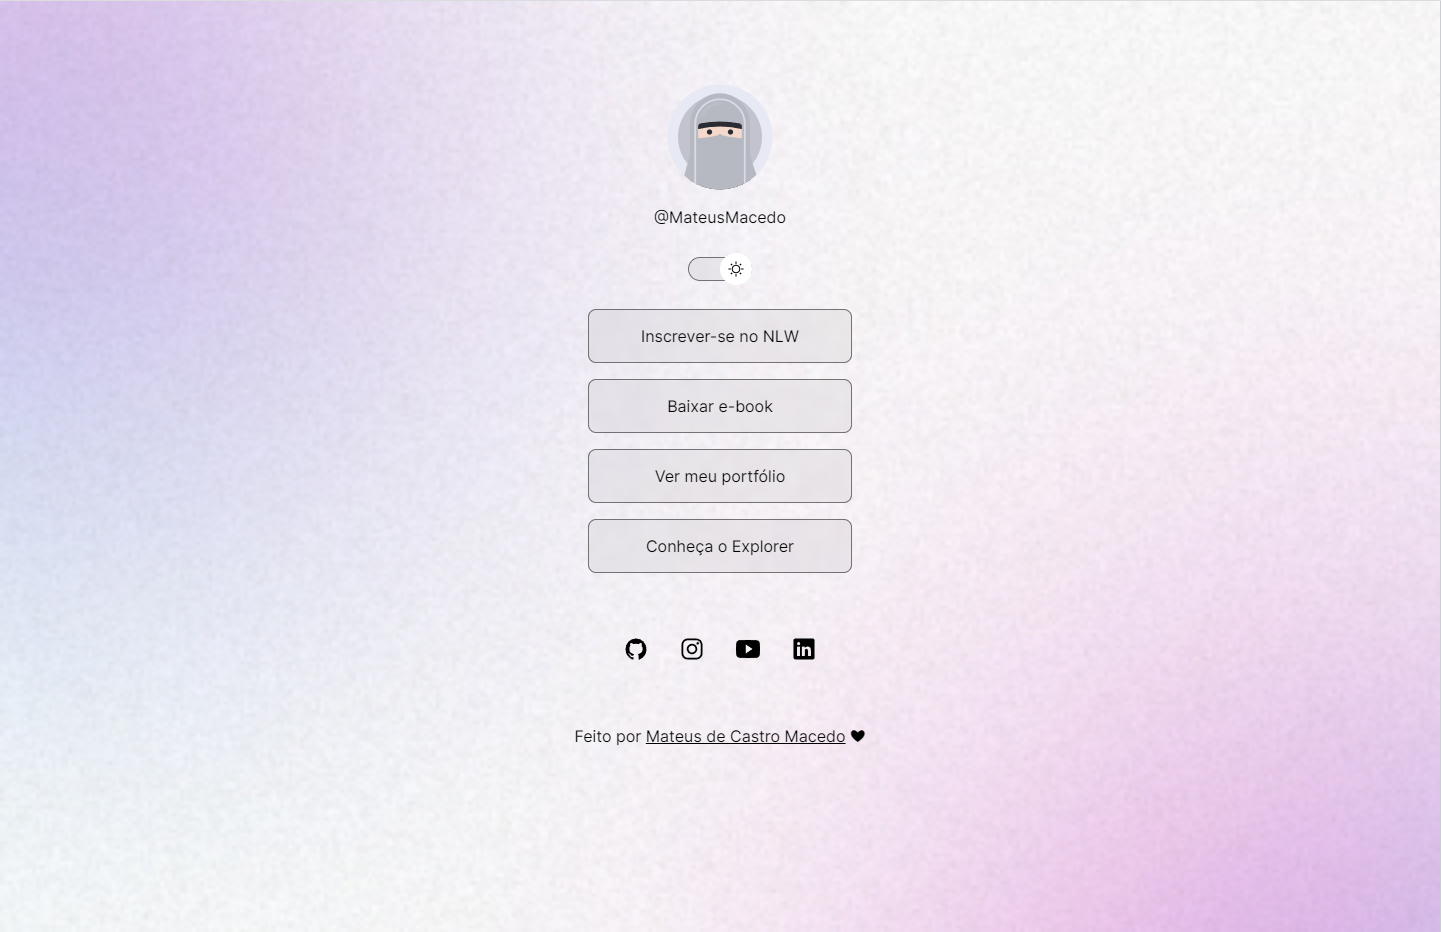 @MateusMacedo
Inscrever-se no NLW
Baixar e-book
Ver meu portfólio
Conheça o Explorer
Feito por Mateus de Castro Macedo